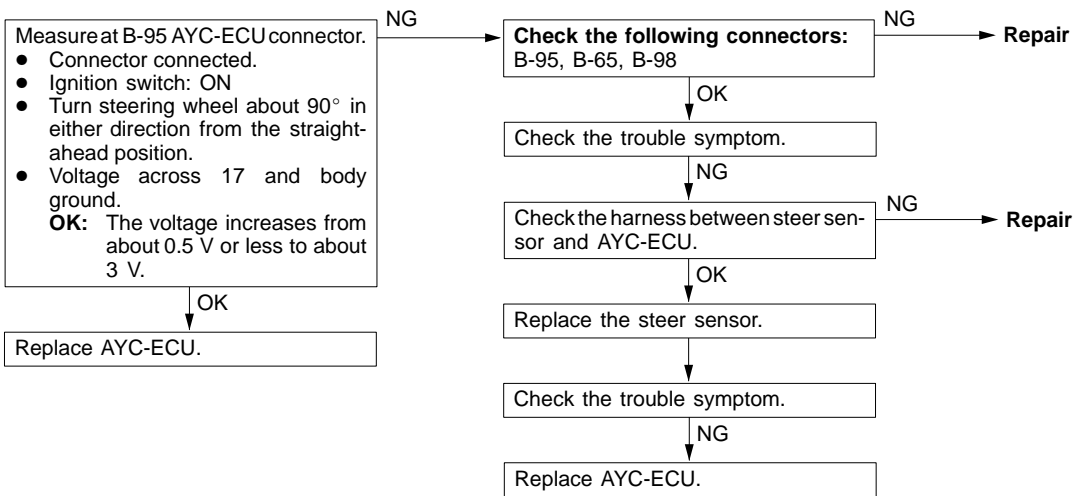 Measure at B-95 AYC-ECU connector.
● Connector connected.
● Ignition switch: ON
● Turn steering wheel about 90° in
either direction from the straight-
ahead position.
● Voltage across 17 and body
ground.
OK: The voltage increases from
about 0.5 V or less to about
3 V.
OK
Replace AYC-ECU.
NG
Check the following connectors:
B-95, B-65, B-98
NG
Repair
OK
Check the trouble symptom.
NG
Check the harness between steer sen-
sor and AYC-ECU.
NG
Repair
OK
Replace the steer sensor.
Check the trouble symptom.
NG
Replace AYC-ECU.